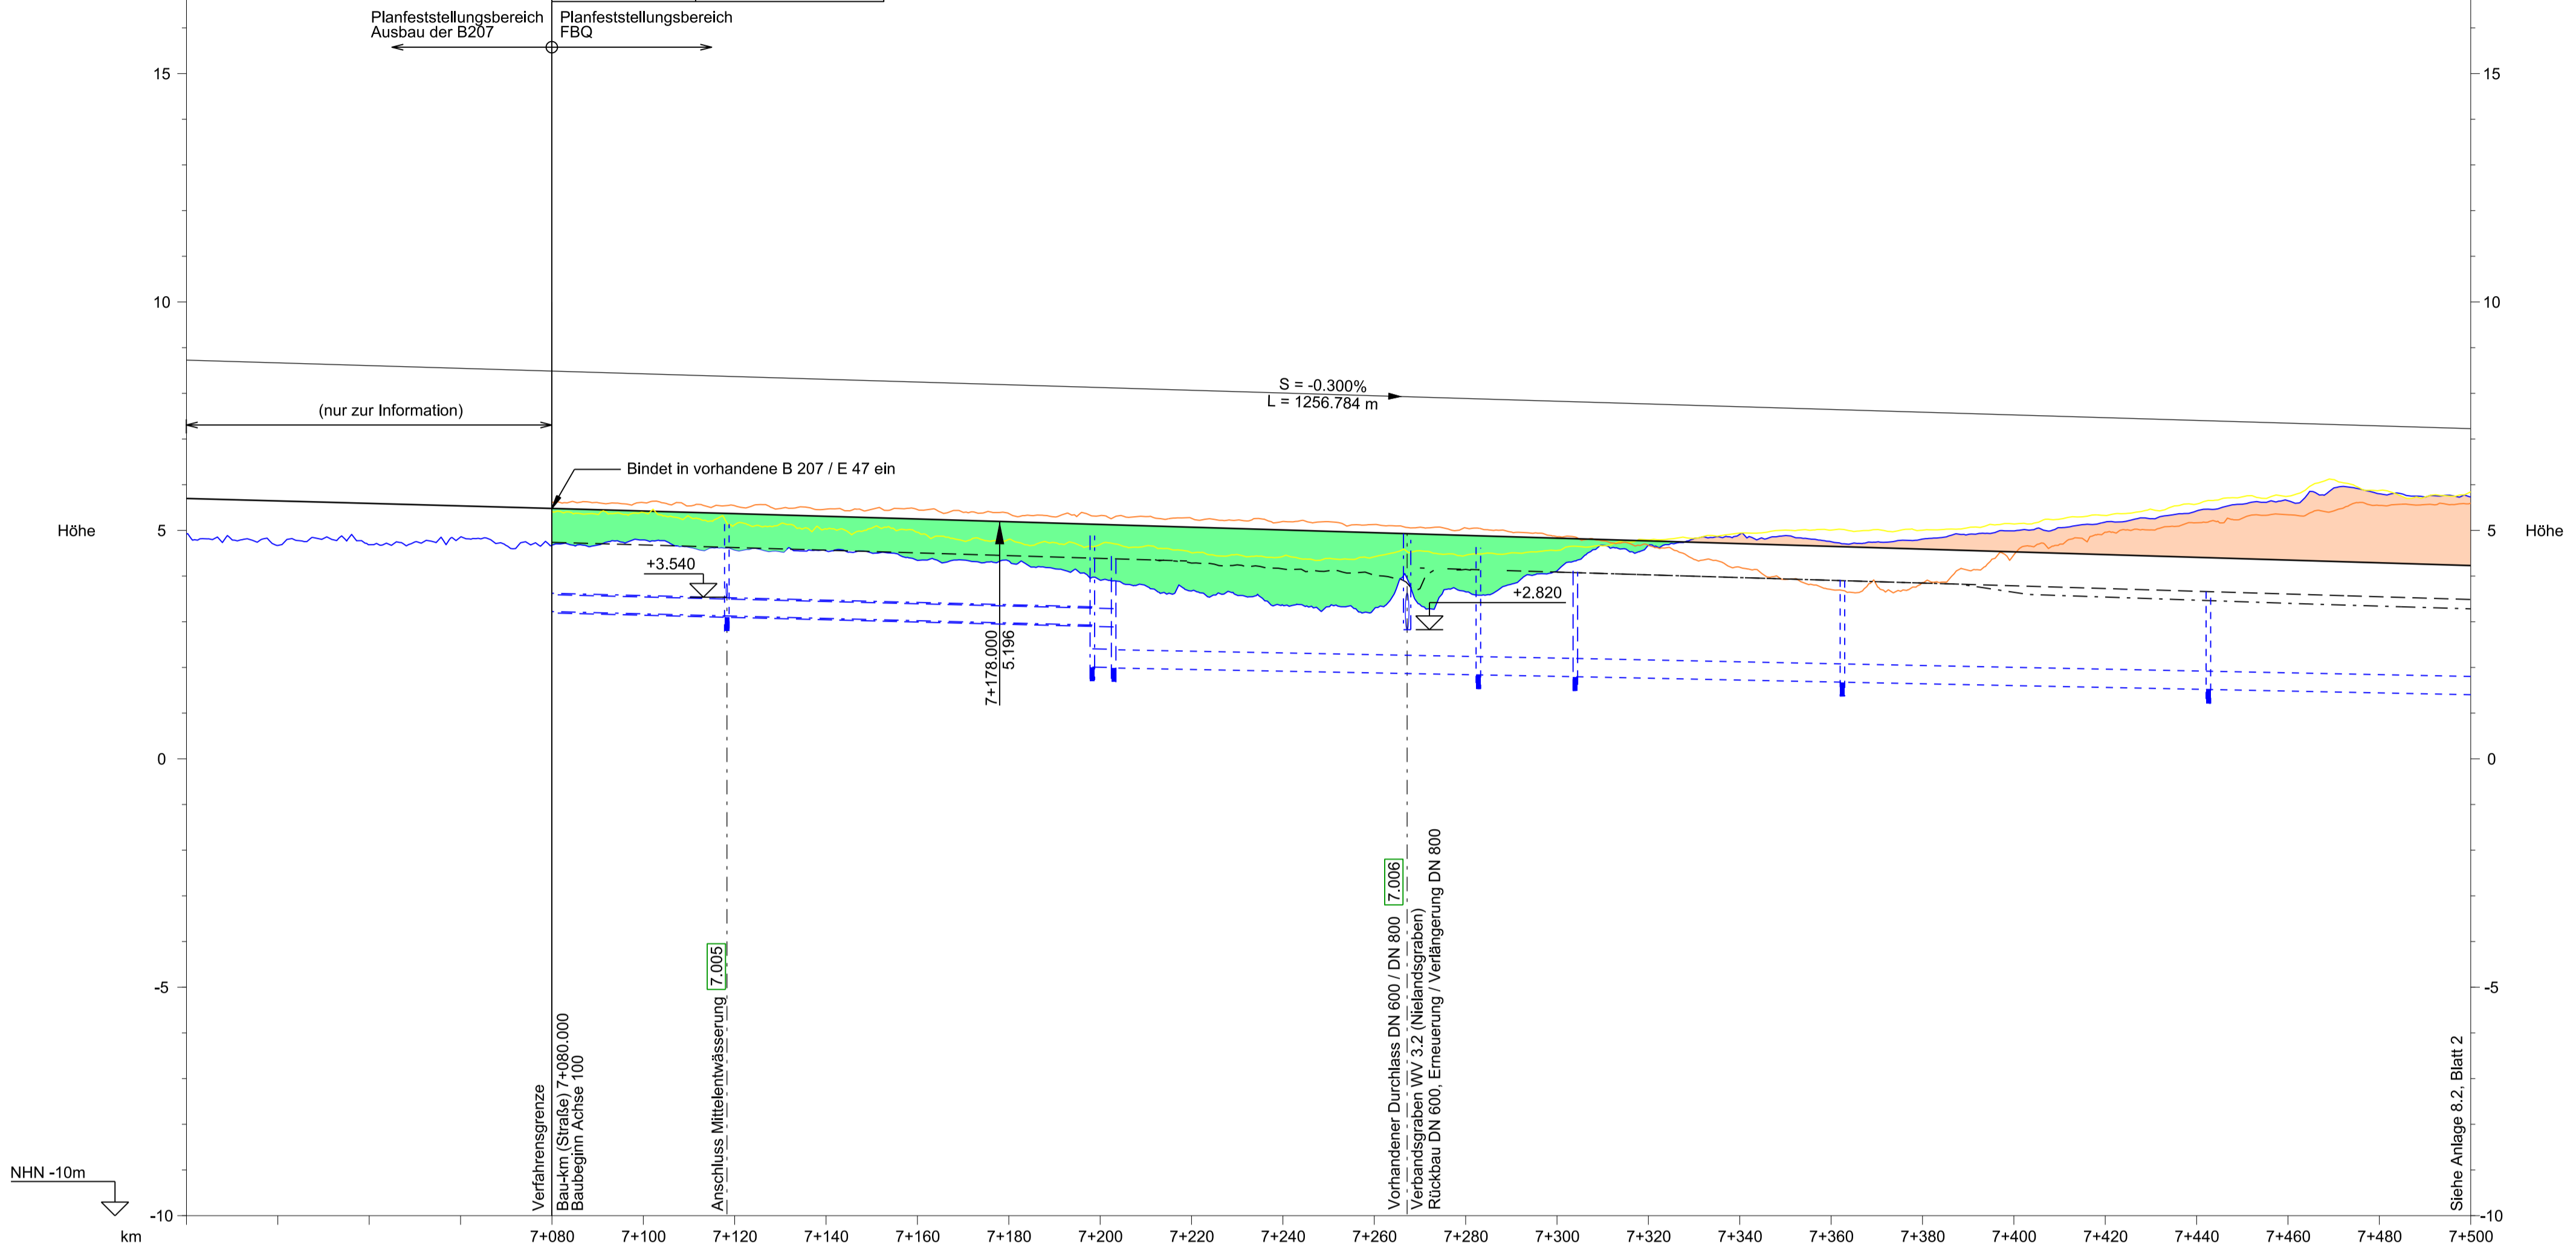 Planfeststellungsbereich
Ausbau der B207
Planfeststellungsbereich
FBQ
15
15
10
10
S = -0.300%
L = 1256.784 m
(nur zur Information)
Bindet in vorhandene B 207 / E 47 ein
Höhe
5
5
Höhe
+3.540
+2.820
7+178.000
5.196
0
0
-5
-5
7.005
Anschluss Mittelentwässerung
7.006
Vorhandener Durchlass DN 600 / DN 800
Verbandsgraben WV 3.2 (Nielandsgraben)
Rückbau DN 600, Erneuerung / Verlängerung DN 800
Verfahrensgrenze
Bau-km (Straße) 7+080.000
Baubeginn Achse 100
Siehe Anlage 8.2, Blatt 2
NHN -10m
-10
-10
km
7+080
7+100
7+120
7+140
7+160
7+180
7+200
7+220
7+240
7+260
7+280
7+300
7+320
7+340
7+360
7+380
7+400
7+420
7+440
7+460
7+480
7+500